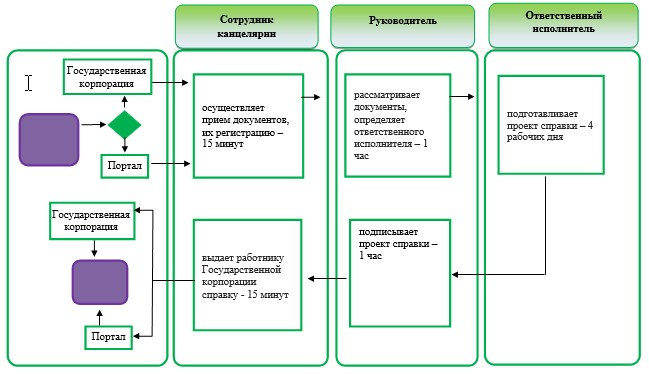 Сотрудник
канцелярии
Руководитель
Ответственный
исполнитель
Государственная
корпорация
Портал
осуществляет
прием документов,
их регистрацию –
15 минут
рассматривает
документы,
определяет
ответственного
исполнителя – 1
час
подготавливает
проект справки – 4
рабочих дня
Государственная
корпорация
Портал
выдает работнику
Государственной
корпорации
справку - 15 минут
подписывает
проект справки –
1 час